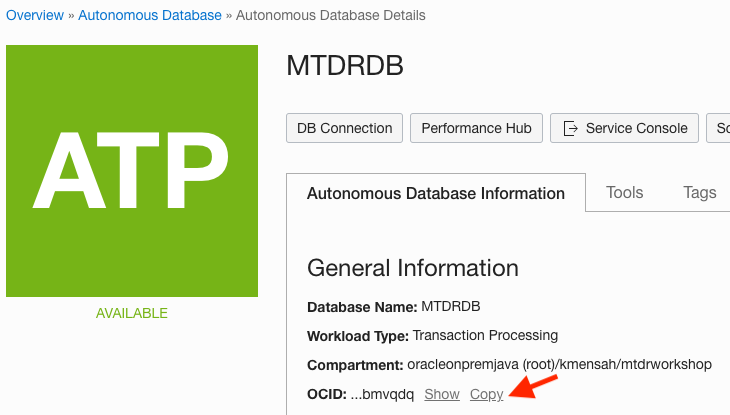 Overview » Autonomous Database » Autonomous Database Details
ATP
AVAILABLE
MTDRDB
DB Connection Performance Hub Service Console
Autonomous Database Information Tools Tags
General Information
Database Name: MTDRDB
Workload Type: Transaction Processing
Compartment: oracleonpremjava (root)/kmensah/mtdrworkshop
OCID: ...bmvqdq Show Copy